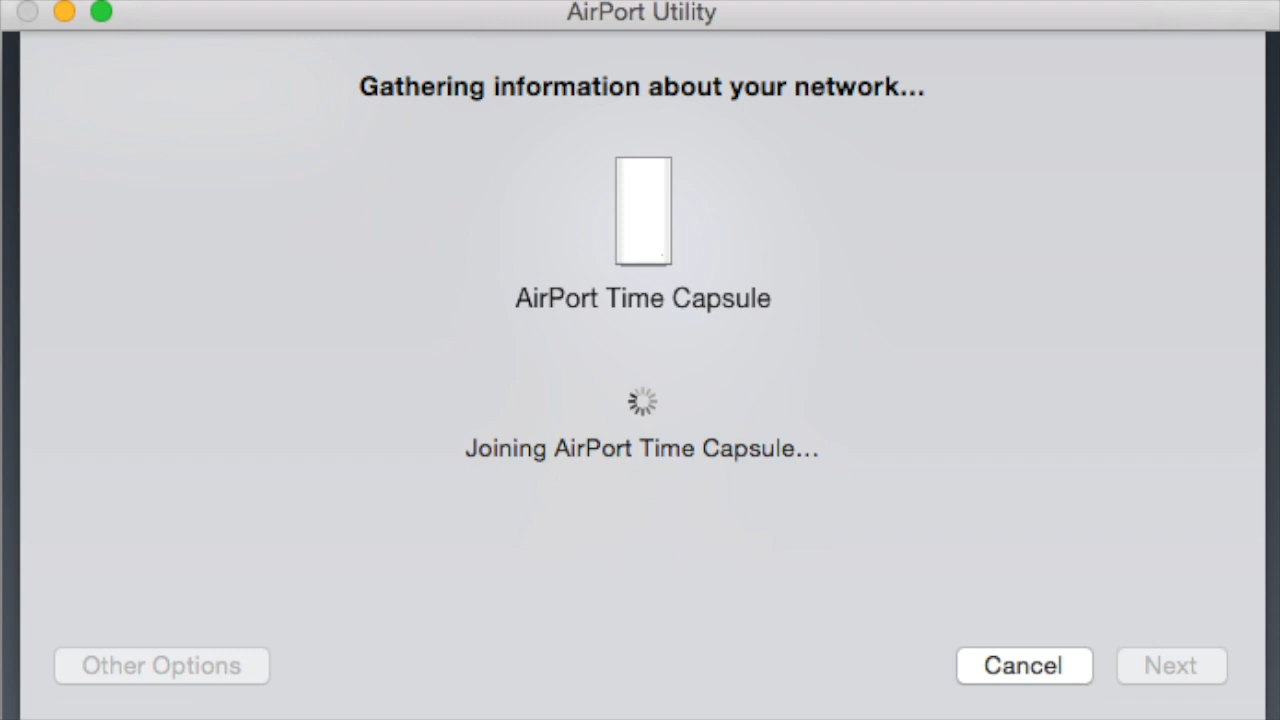 AirPort Utility
Gathering information about your network...
AirPort Time Capsule
Joining AirPort Time Capsule...
Other Options
Cancel
Next